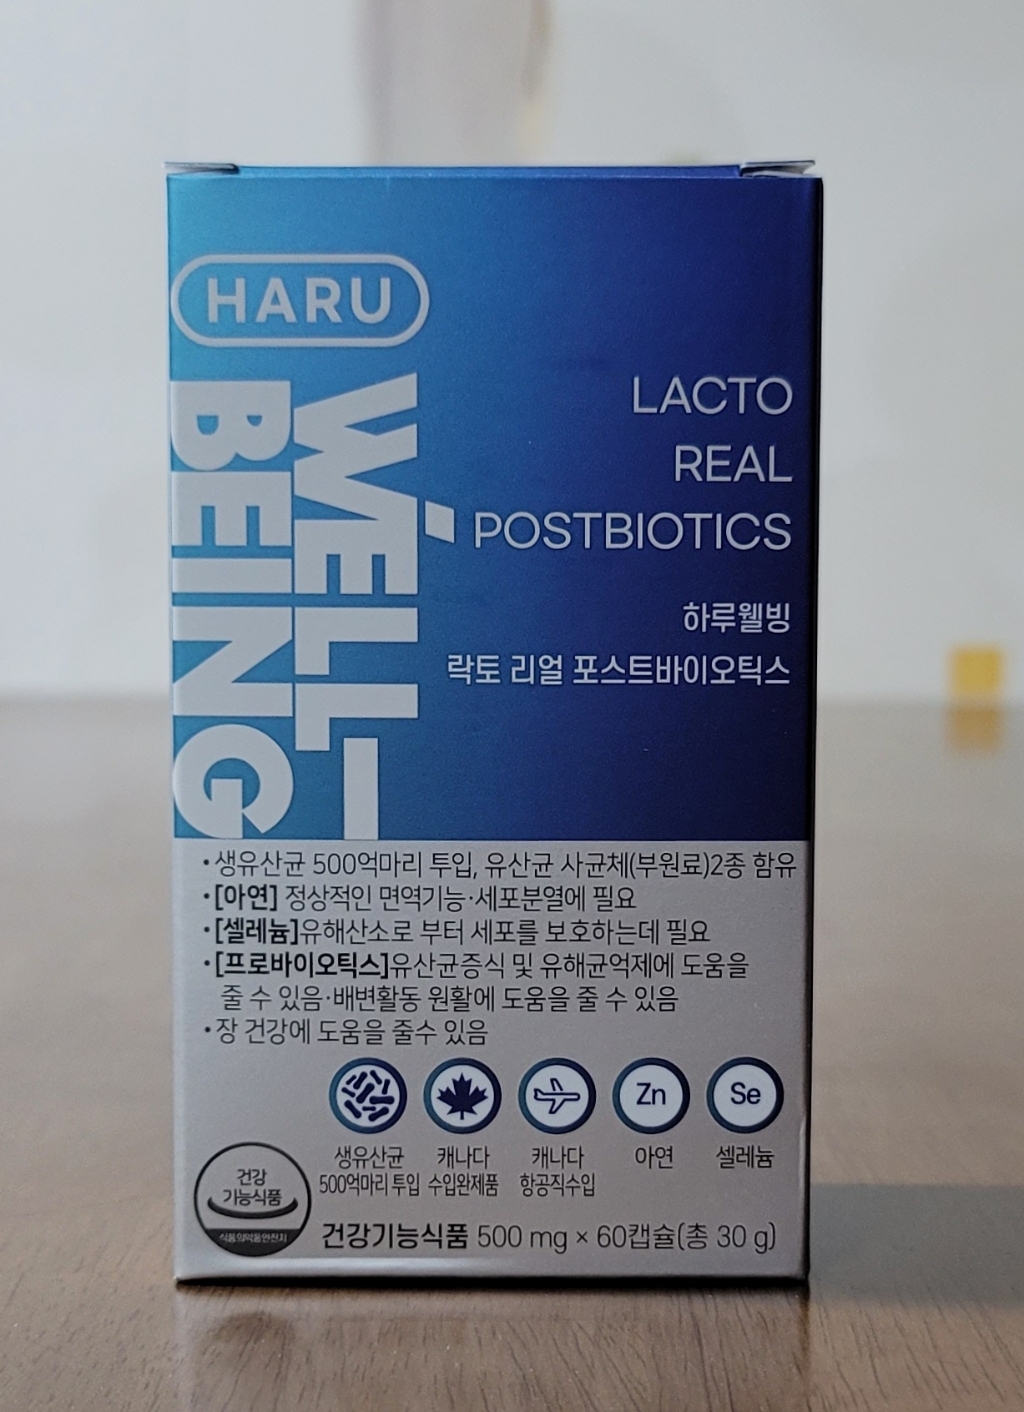 HARU
WELL-
BEING
LACTO
REAL
POSTBIOTICS
하루웰빙
락토 리얼 포스트바이오틱스
•생유산균 500억마리 투입, 유산균 사균체(부원료)2종 함유
•[아연] 정상적인 면역기능·세포분열에 필요
•[셀레늄]유해산소로 부터 세포를 보호하는데 필요
•[프로바이오틱스]유산균증식 및 유해균억제에 도움을
줄 수 있음·배변활동 원활에 도움을 줄 수 있음
•장 건강에 도움을 줄수 있음
Zn
Se
생유산균
500억마리 투입
캐나다
수입완제품
캐나다
항공직수입
아연
셀레늄
건강
기능식품
식품의약품안전처
건강기능식품 500 mg × 60캡슐(총 30 g)